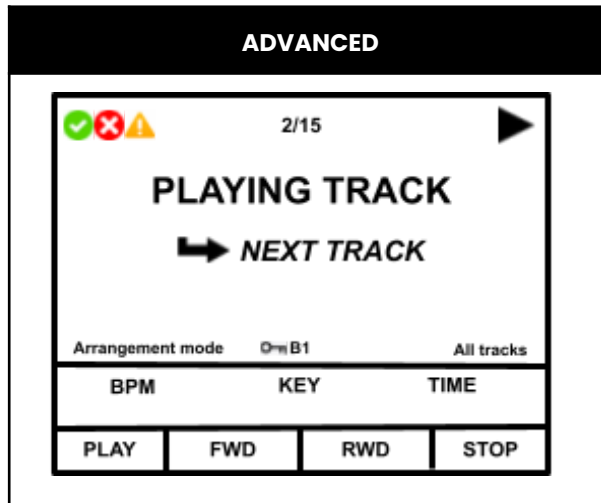 ADVANCED
2/15
PLAYING TRACK
NEXT TRACK
Arrangement mode B1 All tracks
BPM KEY TIME
PLAY FWD RWD STOP